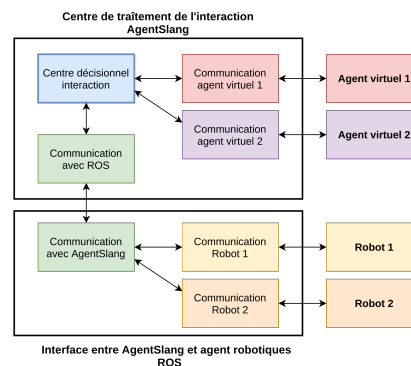 Centre de traîtement de l'interaction
AgentSlang
Centre décisionnel
interaction
Communication
agent virtuel 1
Agent virtuel 1
Communication
agent virtuel 2
Agent virtuel 2
Communication
avec ROS
Communication
avec AgentSlang
Communication
Robot 1
Robot 1
Communication
Robot 2
Robot 2
Interface entre AgentSlang et agent robotiques
ROS